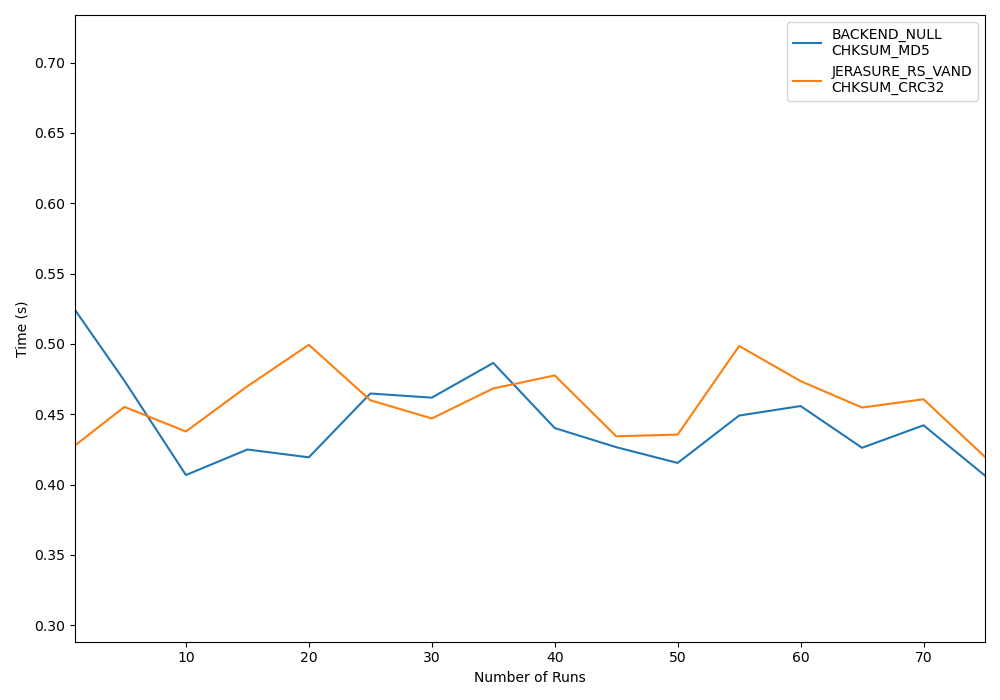 BACKEND_NULL
CHKSUM_MD5
JERASURE_RS_VAND
CHKSUM_CRC32
0.70
0.65
0.60
0.55
0.50
0.45
0.40
0.35
0.30
Time (s)
10 20 30 40 50 60 70
Number of Runs